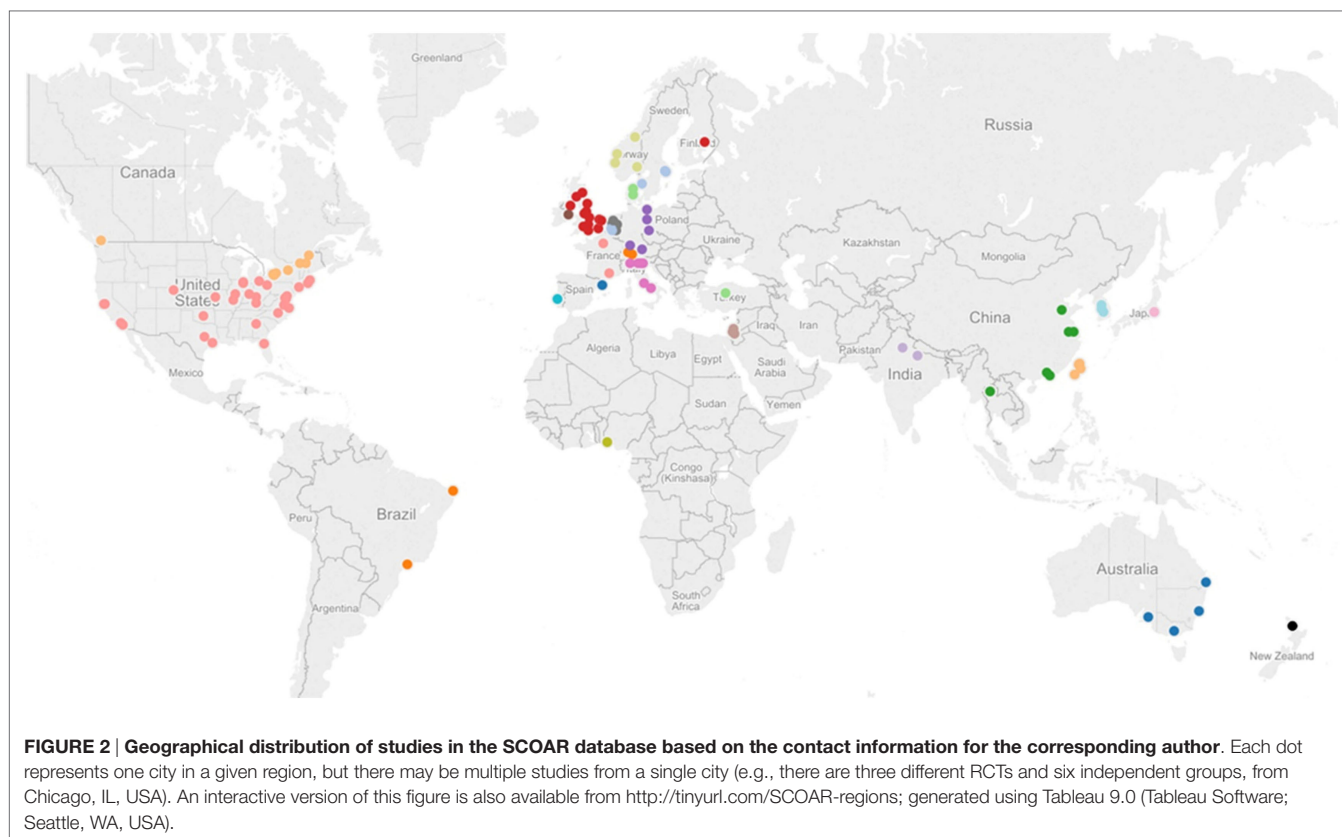 Greenland
Sweden
Finl d
rway
Russia
Canada
Poland
Ukraine
Kazakhstan
Mongolia
France
Italy
United
States
Spain
Turkey
China
Jap
Iraq
Iran
Algeria
Libya
Egypt
Pakistan
Saudi
Arabia
India
Mexico
Sudan
Yemen
Congo
(Kinshasa)
Peru
Brazil
Australia
South
Africa
Argentina
New Zealand
FIGURE 2 | Geographical distribution of studies in the SCOAR database based on the contact information for the corresponding author. Each dot
represents one city in a given region, but there may be multiple studies from a single city (e.g., there are three different RCTs and six independent groups, from
Chicago, IL, USA). An interactive version of this figure is also available from http://tinyurl.com/SCOAR-regions; generated using Tableau 9.0 (Tableau Software;
Seattle, WA, USA).